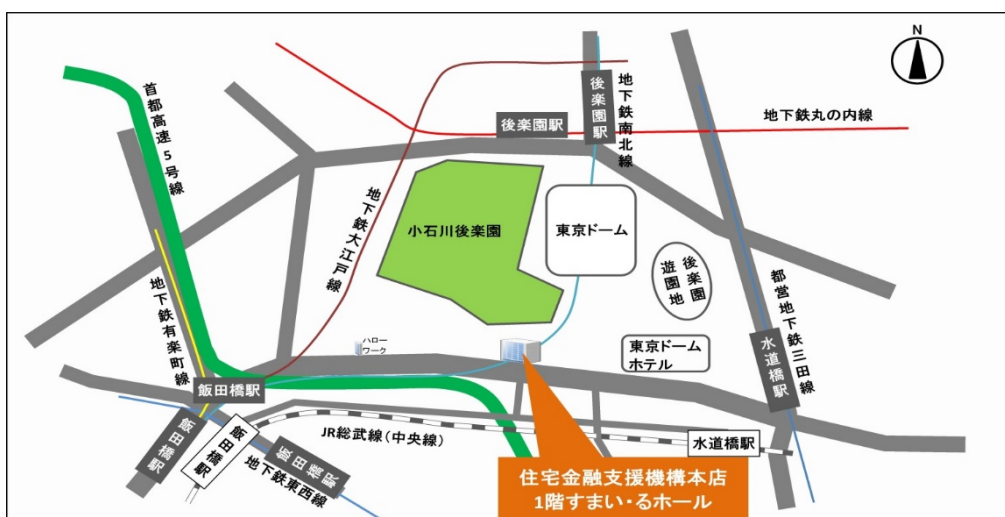 N
首都高速5号線
後楽園駅
後楽園駅
地下鉄南北線
地下鉄丸の内線
地下鉄大江戸線
小石川後楽園
東京ドーム
後楽園
遊園地
地下鉄有楽町線
都営地下鉄三田線
ハロー
ワーク
東京ドーム
ホテル
水道橋駅
飯田橋駅
飯田橋駅
飯田橋駅
飯田橋駅
地下鉄東西線
JR総武線(中央線)
水道橋駅
住宅金融支援機構本店
1階すまい・るホール